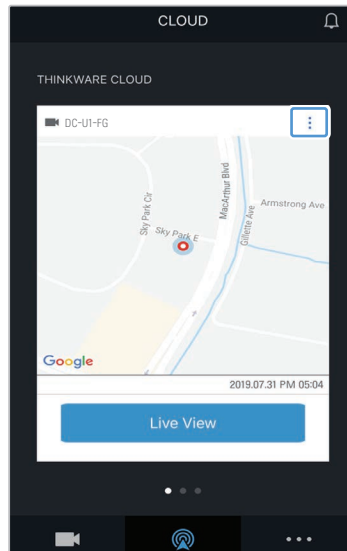 CLOUD
THINKWARE CLOUD
DC-U1-FG
MacArthur Blvd
Armstrong Ave
Sky Park Cir
Gillette Ave
Sky Park E
Google
2019.07.31 PM 05:04
Live View